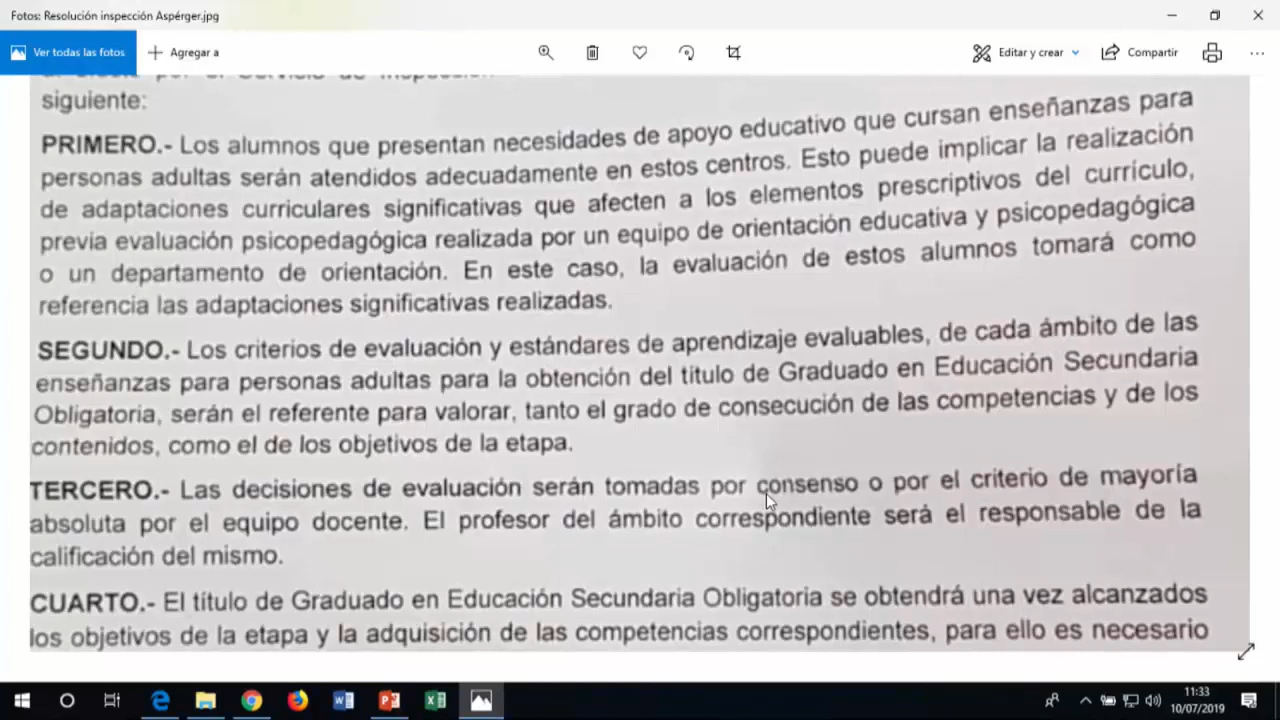 Fotos: Resolución inspección Aspérger.jpg
Ver todas las fotos
Agregar a
Editar y crear
Compartir
siguiente:
PRIMERO.- Los alumnos que presentan necesidades de apoyo educativo que cursan enseñanzas para
personas adultas serán atendidos adecuadamente en estos centros. Esto puede implicar la realización
de adaptaciones curriculares significativas que afecten a los elementos prescriptivos del currículo,
previa evaluación psicopedagógica realizada por un equipo de orientación educativa y psicopedagógica
o un departamento de orientación. En este caso, la evaluación de estos alumnos tomará como
referencia las adaptaciones significativas realizadas.
SEGUNDO.- Los criterios de evaluación y estándares de aprendizaje evaluables, de cada ámbito de las
enseñanzas para personas adultas para la obtención del título de Graduado en Educación Secundaria
Obligatoria, serán el referente para valorar, tanto el grado de consecución de las competencias y de los
contenidos, como el de los objetivos de la etapa.
TERCERO.- Las decisiones de evaluación serán tomadas por consenso o por el criterio de mayoría
absoluta por el equipo docente. El profesor del ámbito correspondiente será el responsable de la
calificación del mismo.
CUARTO.- El título de Graduado en Educación Secundaria Obligatoria se obtendrá una vez alcanzados
los objetivos de la etapa y la adquisición de las competencias correspondientes, para ello es necesario
11:33
10/07/2019